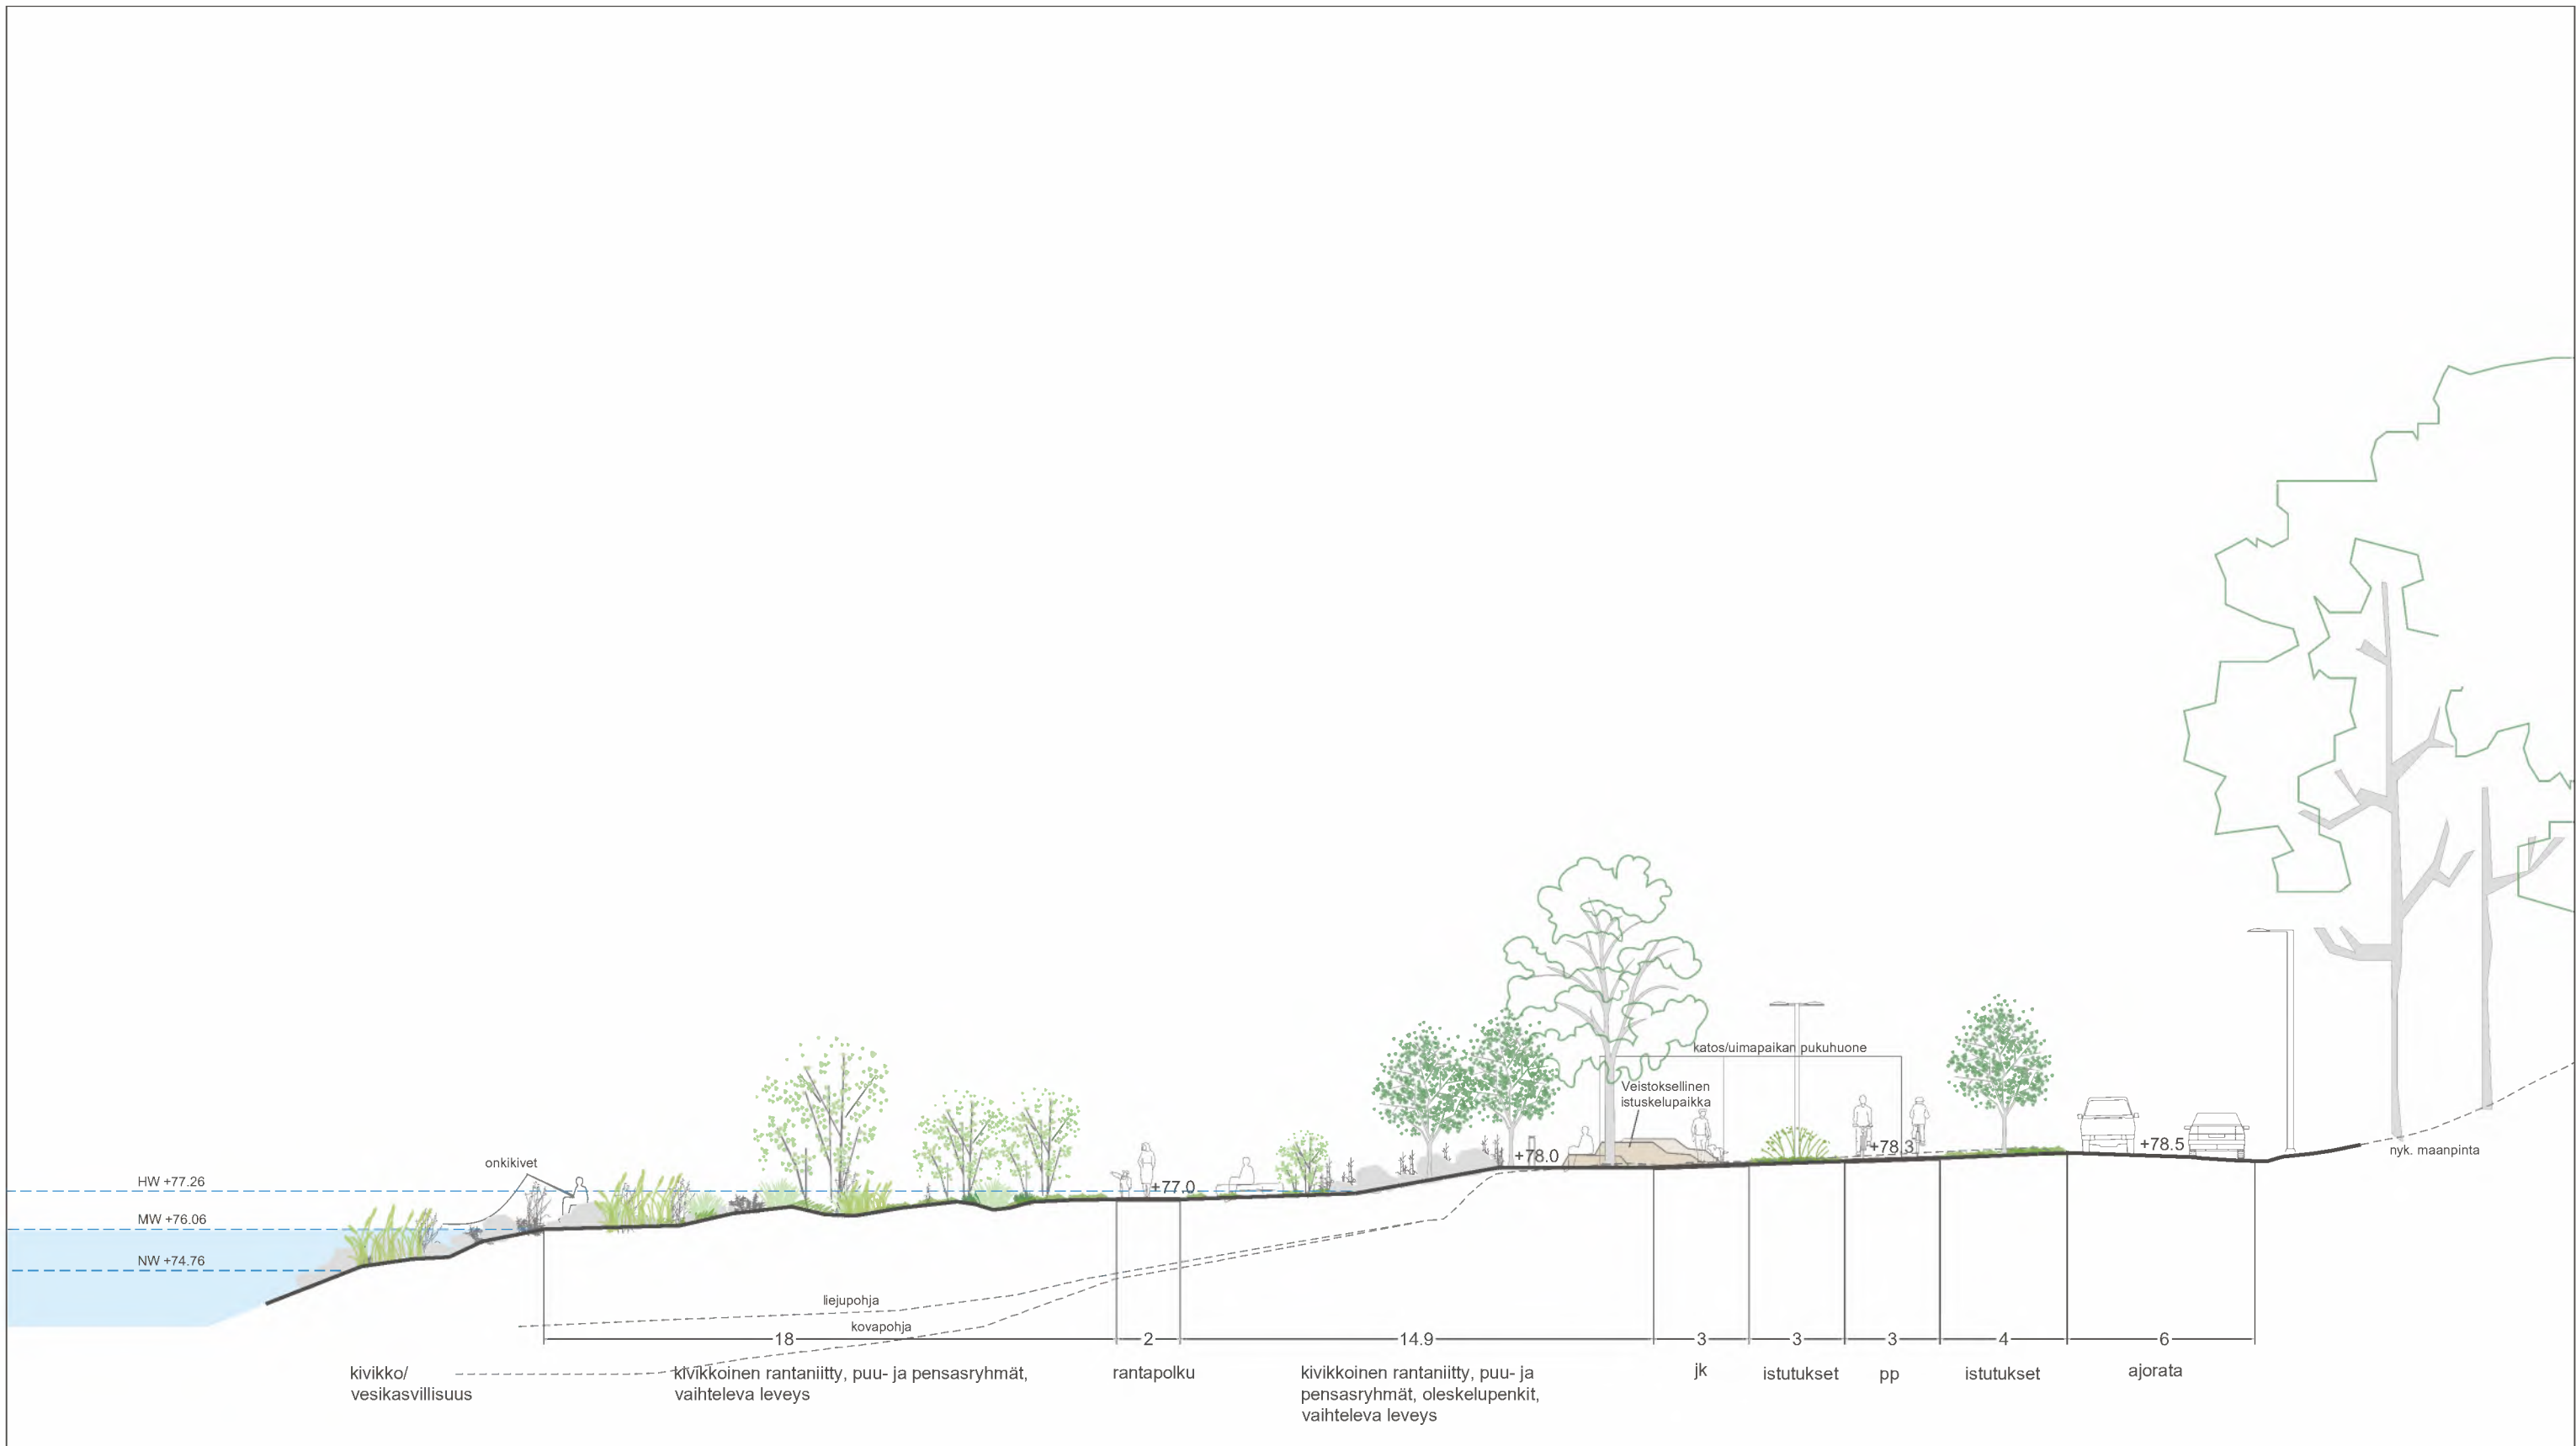 katos/uimapaikan pukuhuone
Veistoksellinen
istuskelupaikka
+78.3
+78.5
+78.0
nyk. maanpinta
onkikivet
HW +77.26
+77.0
MW +76.06
NW +74.76
liejupohja
kovapohja
18
2
14.9
3
3
3
4
6
kivikko/
vesikasvillisuus
kivikkoinen rantaniitty, puu- ja pensasryhmät,
vaihteleva leveys
rantapolku
kivikkoinen rantaniitty, puu- ja
pensasryhmät, oleskelupenkit,
vaihteleva leveys
jk
istutukset
pp
istutukset
ajorata